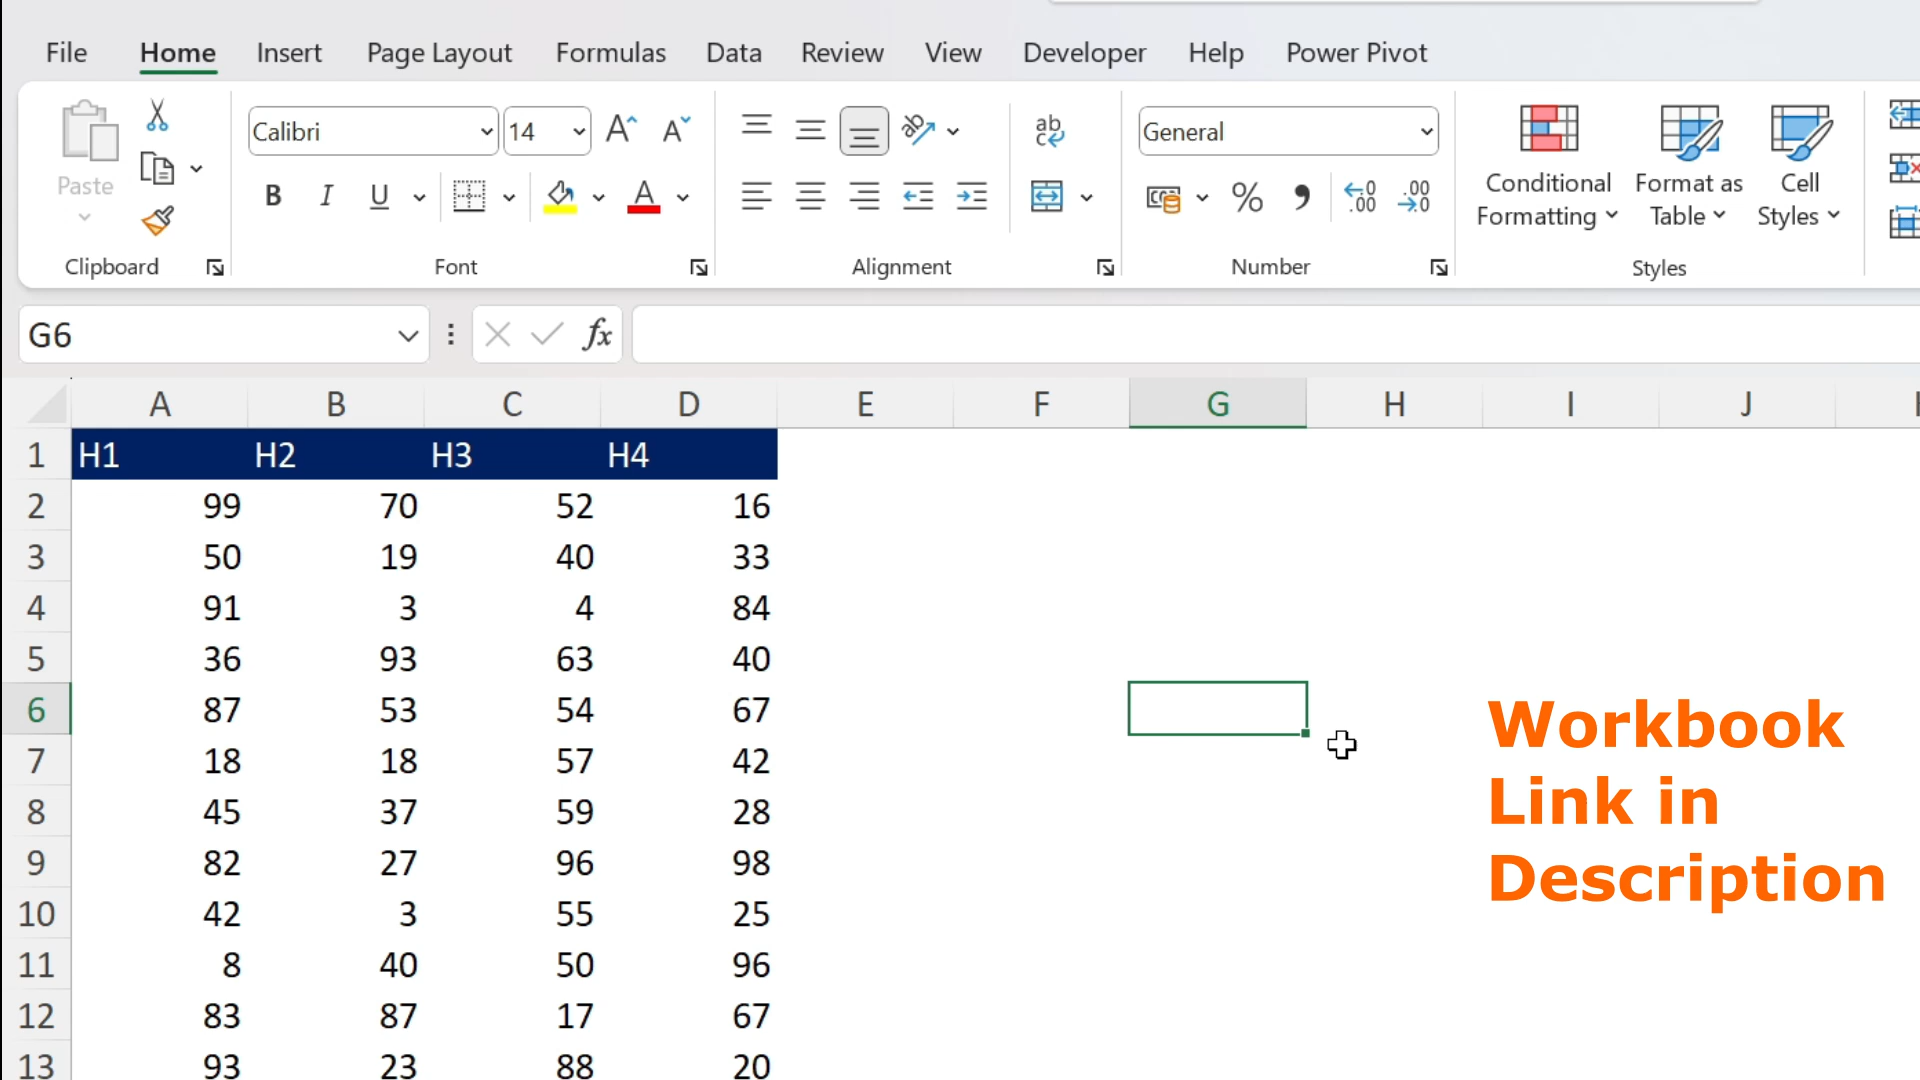 File Home Insert Page Layout Formulas Data Review View Developer Help Power Pivot
Calibri 14 General
Paste
B I U A % Conditional Formatting Format as Table Cell Styles
Clipboard Font Alignment Number Styles
G6 fx
A B C D E F G H I J
1 H1 H2 H3 H4
2 99 70 52 16
3 50 19 40 33
4 91 3 4 84
5 36 93 63 40
6 87 53 54 67
7 18 18 57 42
8 45 37 59 28
9 82 27 96 98
10 42 3 55 25
11 8 40 50 96
12 83 87 17 67
13 93 23 88 20
Workbook
Link in
Description